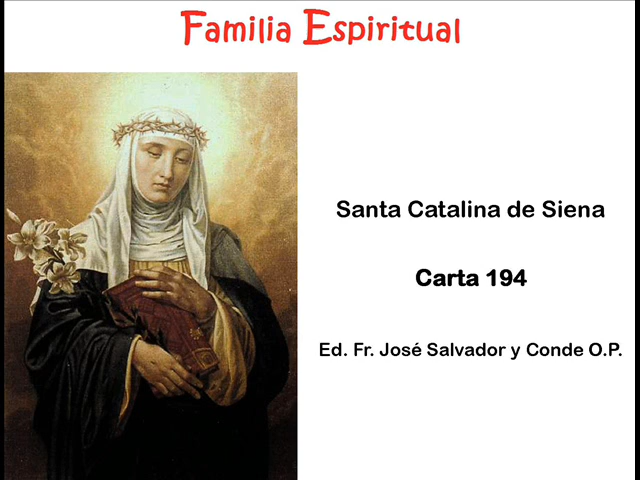 Familia Espiritual
Santa Catalina de Siena
Carta 194
Ed. Fr. José Salvador y Conde O.P.